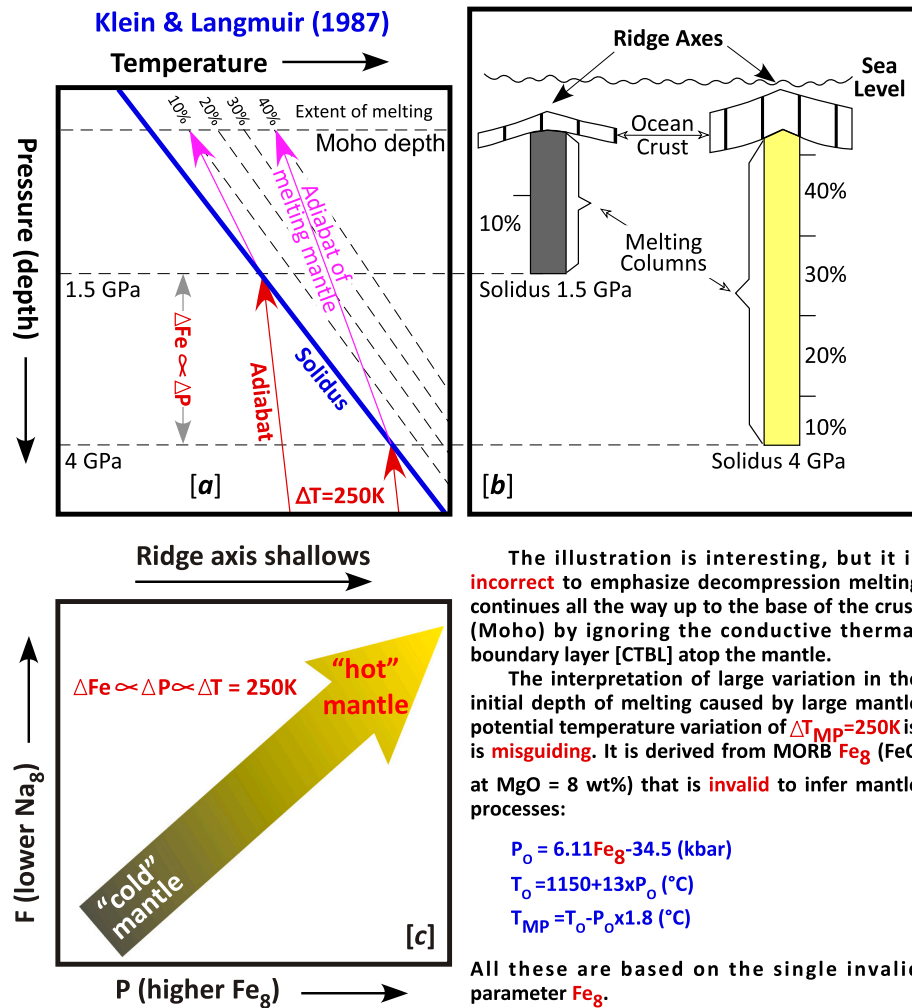 Klein & Langmuir (1987)
Temperature
Pressure (depth)
10%
20%
30%
40%
Extent of melting
Moho depth
Adiabat of
melting mantle
1.5 GPa
ΔFe ∝ ΔP
Adiabat
Solidus
4 GPa
[a]
ΔT=250K
Ridge Axes
Sea
Level
Ocean
Crust
10%
Melting
Columns
Solidus 1.5 GPa
40%
30%
20%
10%
Solidus 4 GPa
[b]
Ridge axis shallows
F (lower Na8)
ΔFe ∝ ΔP ∝ ΔT = 250K
"hot"
mantle
"cold"
mantle
[c]
P (higher Fe8)
The illustration is interesting, but it i
incorrect to emphasize decompression melting
continues all the way up to the base of the crus
(Moho) by ignoring the conductive therma
boundary layer [CTBL] atop the mantle.
The interpretation of large variation in the
initial depth of melting caused by large mantle
potential temperature variation of ΔTMP=250K is
is misguiding. It is derived from MORB Fe8 (FeO
at MgO = 8 wt%) that is invalid to infer mantle
processes:
PO = 6.11Fe8-34.5 (kbar)
TO =1150+13xPO (°C)
TMP =TO-POx1.8 (°C)
All these are based on the single invalid
parameter Fe8.